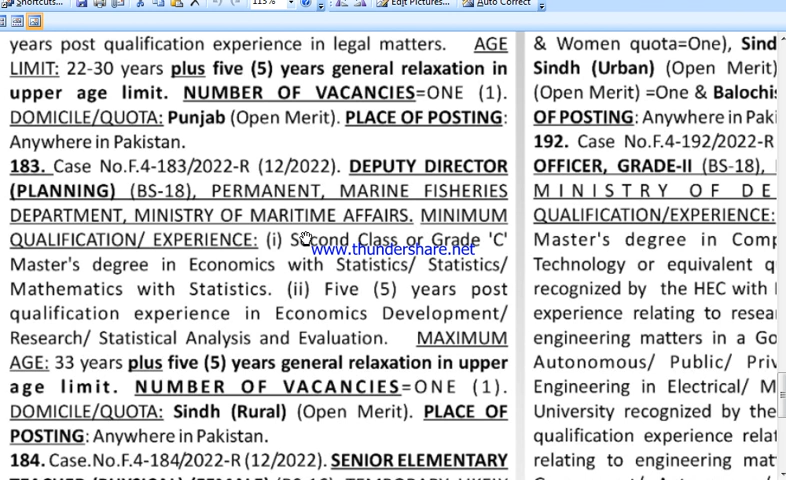 Shortcuts...
115%
Edit Pictures...
Auto Correct
years post qualification experience in legal matters. AGE
LIMIT: 22-30 years plus five (5) years general relaxation in
upper age limit. NUMBER OF VACANCIES=ONE (1).
DOMICILE/QUOTA: Punjab (Open Merit). PLACE OF POSTING:
Anywhere in Pakistan.
183. Case No.F.4-183/2022-R (12/2022). DEPUTY DIRECTOR
(PLANNING) (BS-18), PERMANENT, MARINE FISHERIES
DEPARTMENT, MINISTRY OF MARITIME AFFAIRS. MINIMUM
QUALIFICATION/ EXPERIENCE: (i) Second Class or Grade 'C'
www.thundershare.net
Master's degree in Economics with Statistics/ Statistics/
Mathematics with Statistics. (ii) Five (5) years post
qualification experience in Economics Development/
Research/ Statistical Analysis and Evaluation. MAXIMUM
AGE: 33 years plus five (5) years general relaxation in upper
age limit. NUMBER OF VACANCIES=ONE (1).
DOMICILE/QUOTA: Sindh (Rural) (Open Merit). PLACE OF
POSTING: Anywhere in Pakistan.
184. Case.No.F.4-184/2022-R (12/2022). SENIOR ELEMENTARY
& Women quota=One), Sind
Sindh (Urban) (Open Merit)
(Open Merit) =One & Balochis
OF POSTING: Anywhere in Paki
192. Case No.F.4-192/2022-R
OFFICER, GRADE-II (BS-18),
MINISTRY OF DE
QUALIFICATION/EXPERIENCE:
Master's degree in Comp
Technology or equivalent q
recognized by the HEC with
experience relating to resea
engineering matters in a Go
Autonomous/ Public/ Priv
Engineering in Electrical/ M
University recognized by the
qualification experience relat
relating to engineering mat